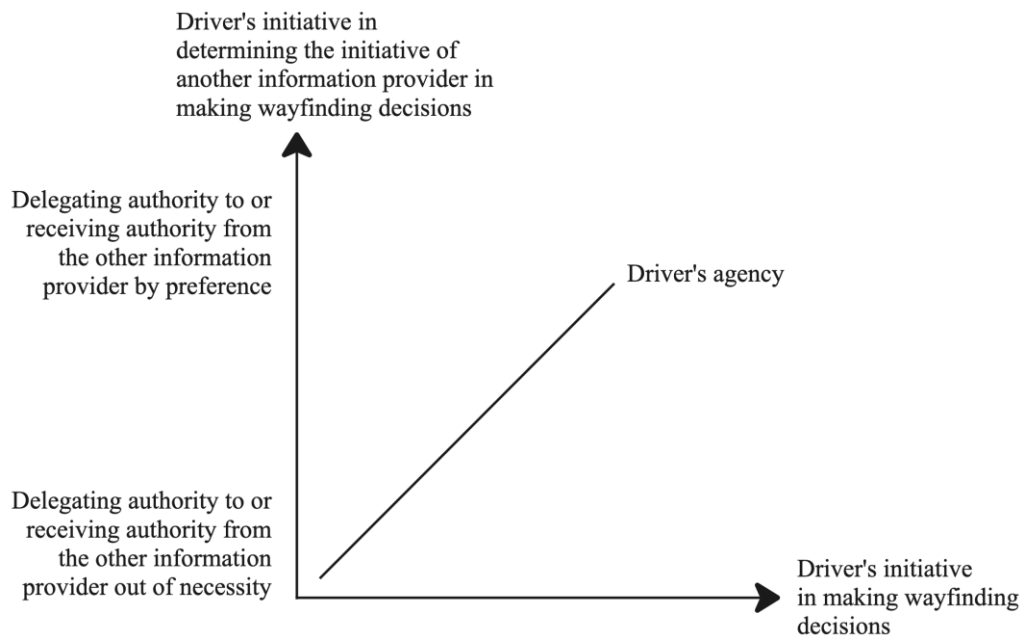 Driver's initiative in
determining the initiative of
another information provider in
making wayfinding decisions
Delegating authority to or
receiving authority from
the other information
provider by preference
Driver's agency
Delegating authority to or
receiving authority from
the other information
provider out of necessity
Driver's initiative
in making wayfinding
decisions